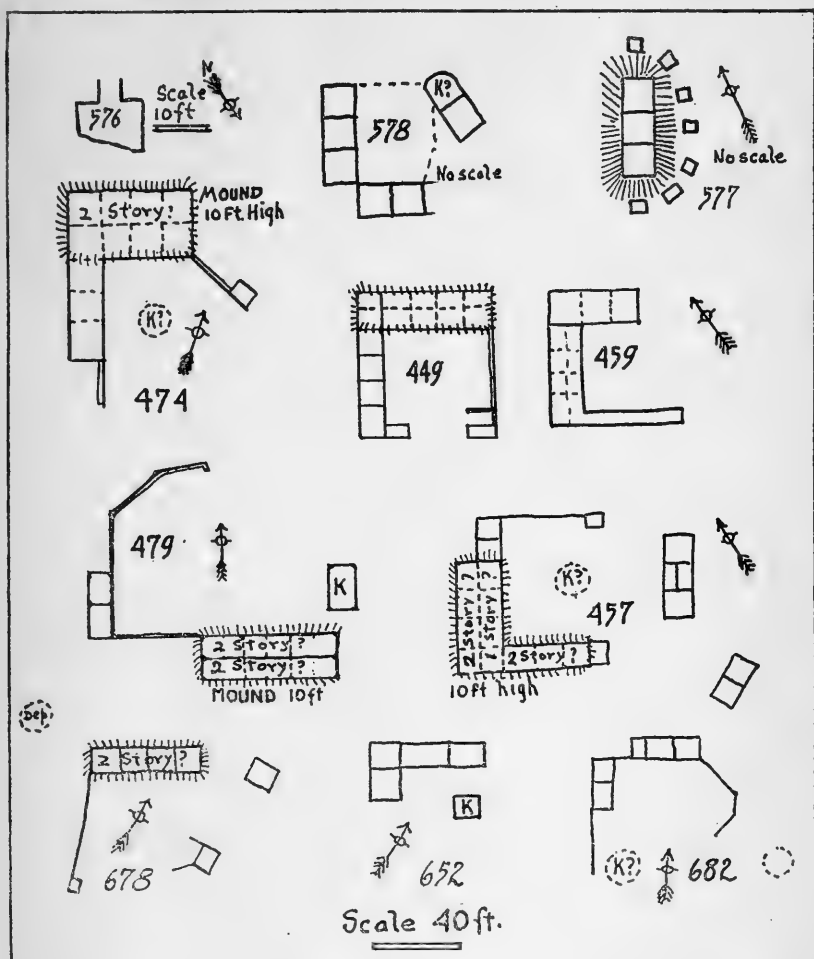 N
Scale
10ft
576
K?
578
No scale
No scale
577
2 Story?
MOUND
10 Ft. High
K?
474
449
459
479
K
2 Story?
2 Story?
MOUND 10ft
K?
457
2 Story?
1 Story?
2 Story?
10ft high
Dep
2 Story?
678
K
652
K?
682
Scale 40ft.